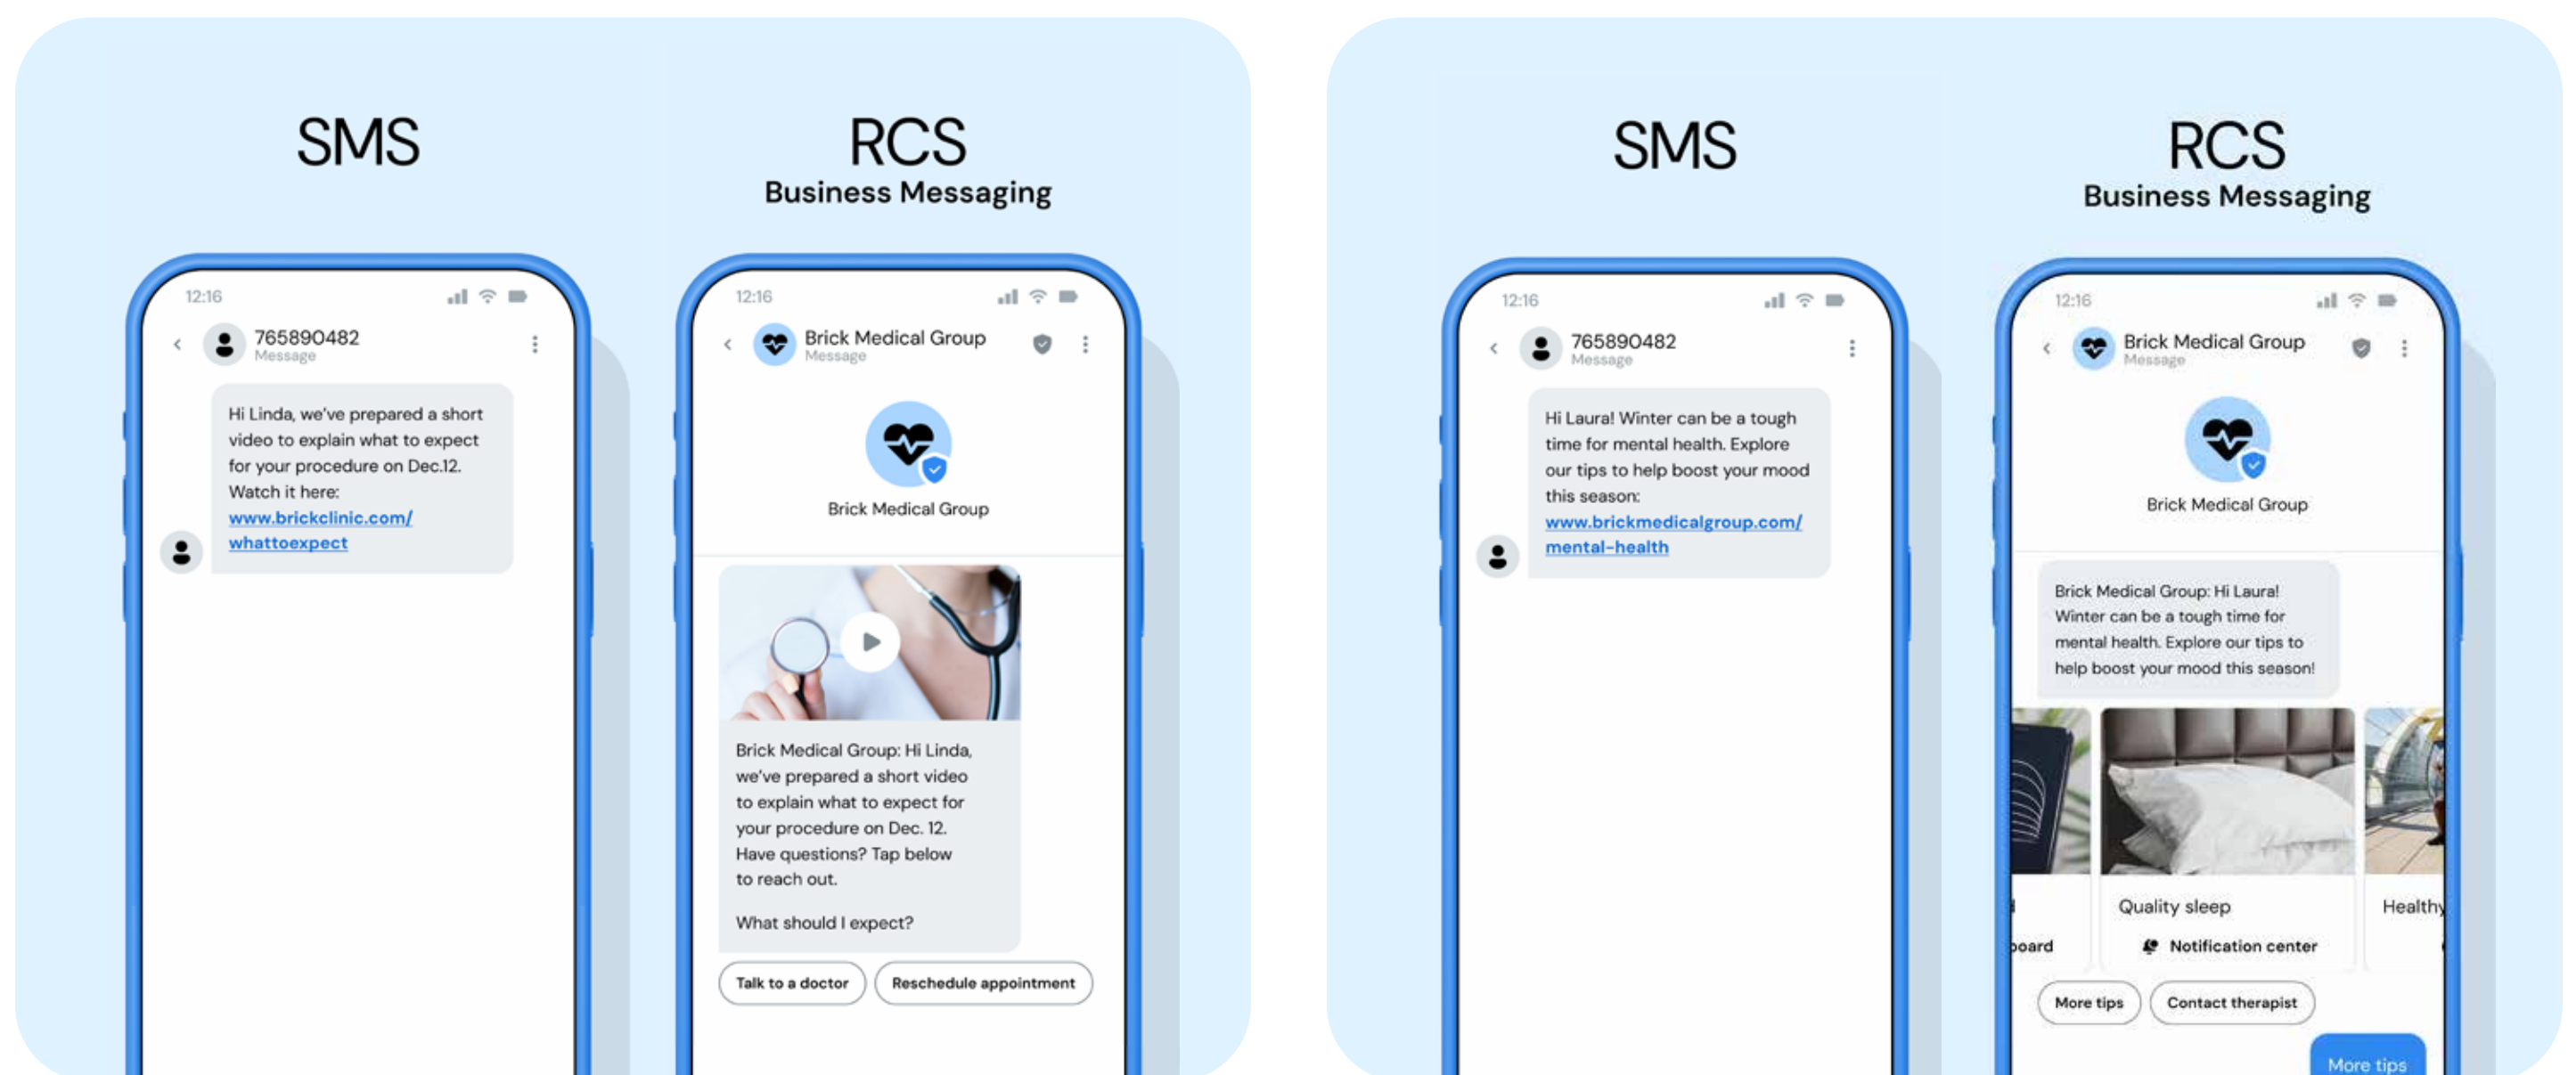 SMS
12:16
765890482
Message
Hi Linda, we've prepared a short
video to explain what to expect
for your procedure on Dec.12.
Watch it here:
www.brickclinic.com/
whattoexpect
RCS
Business Messaging
12:16
Brick Medical Group
Message
Brick Medical Group
Brick Medical Group: Hi Linda,
we've prepared a short video
to explain what to expect for
your procedure on Dec. 12.
Have questions? Tap below
to reach out.
What should I expect?
Talk to a doctor
Reschedule appointment
SMS
12:16
765890482
Message
Hi Laura! Winter can be a tough
time for mental health. Explore
our tips to help boost your mood
this season:
www.brickmedicalgroup.com/
mental-health
RCS
Business Messaging
12:16
Brick Medical Group
Message
Brick Medical Group
Brick Medical Group: Hi Laura!
Winter can be a tough time for
mental health. Explore our tips to
help boost your mood this season!
Quality sleep
Healthy
Notification center
More tips
Contact therapist
More tips